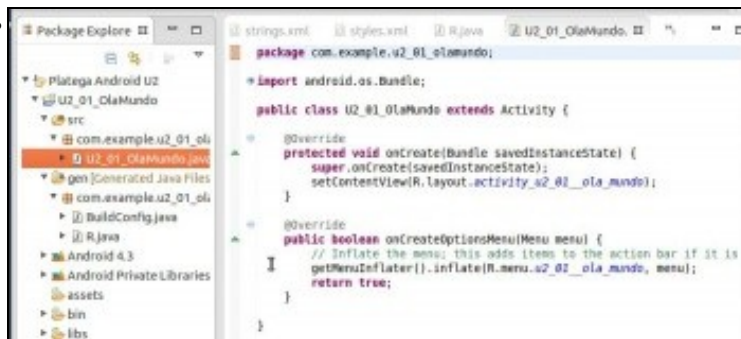 Package Explore
strings.xml
styles.xml
R.java
U2_01_OlaMundo.
Platega Android U2
U2_01_OlaMundo
src
com.example.u2_01_ola
U2_01_OlaMundo.java
gen [Generated Java Files
com.example.u2_01_ola
BuildConfig.java
R.java
Android 4.3
Android Private Libraries
assets
bin
libs
package com.example.u2_01_olamundo;
import android.os.Bundle;
public class U2_01_OlaMundo extends Activity {
@Override
protected void onCreate(Bundle savedInstanceState) {
super.onCreate(savedInstanceState);
setContentView(R.layout.activity_u2_01__ola_mundo);
}
@Override
public boolean onCreateOptionsMenu(Menu menu) {
// Inflate the menu; this adds items to the action bar if it is
getMenuInflater().inflate(R.menu.u2_01__ola_mundo, menu);
return true;
}
}